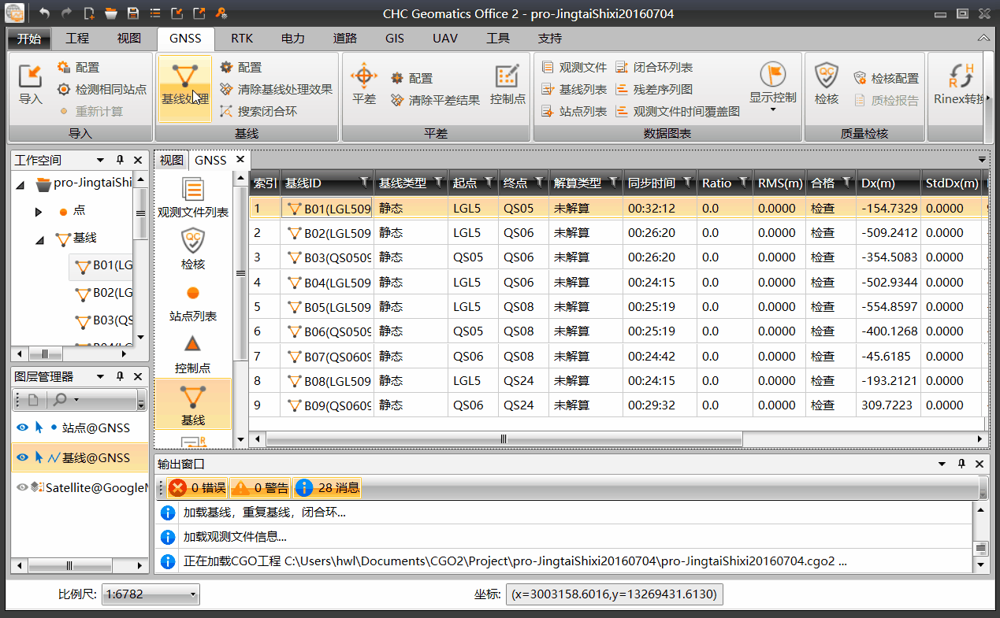 CHC Geomatics Office 2 - pro-JingtaiShixi20160704
开始 工程 视图 GNSS RTK 电力 道路 GIS UAV 工具 支持
导入
配置
检测相同站点
重新计算
导入
基线处理
配置
清除基线处理效果
搜索闭合环
基线
平差
配置
清除平差结果
控制点
平差
观测文件 闭合环列表
基线列表 残差序列图
站点列表 观测文件时间覆盖图
显示控制
数据图表
检核
检核配置
质检报告
质量检核
Rinex转换
工作空间
pro-JingtaiShi
点
基线
B01(LG
B02(LG
B03(QS
B04(LG
图层管理器
站点@GNSS
基线@GNSS
Satellite@GoogleM
视图 GNSS
观测文件列表
QC
检核
站点列表
控制点
基线
索引 基线ID 基线类型 起点 终点 解算类型 同步时间 Ratio RMS(m) 合格 Dx(m) StdDx(m)
1 B01(LGL509 静态 LGL5 QS05 未解算 00:32:12 0.0 0.0000 检查 -154.7329 0.0000
2 B02(LGL509 静态 LGL5 QS06 未解算 00:26:20 0.0 0.0000 检查 -509.2412 0.0000
3 B03(QS0509 静态 QS05 QS06 未解算 00:26:20 0.0 0.0000 检查 -354.5083 0.0000
4 B04(LGL509 静态 LGL5 QS06 未解算 00:24:15 0.0 0.0000 检查 -502.9344 0.0000
5 B05(LGL509 静态 LGL5 QS08 未解算 00:25:19 0.0 0.0000 检查 -554.8597 0.0000
6 B06(QS0509 静态 QS05 QS08 未解算 00:25:19 0.0 0.0000 检查 -400.1268 0.0000
7 B07(QS0609 静态 QS06 QS08 未解算 00:24:42 0.0 0.0000 检查 -45.6185 0.0000
8 B08(LGL509 静态 LGL5 QS24 未解算 00:24:15 0.0 0.0000 检查 -193.2121 0.0000
9 B09(QS0609 静态 QS06 QS24 未解算 00:29:32 0.0 0.0000 检查 309.7223 0.0000
输出窗口
0 错误 0 警告 28 消息
加载基线，重复基线，闭合环...
加载观测文件信息...
正在加载CGO工程 C:\Users\hwl\Documents\CGO2\Project\pro-JingtaiShixi20160704\pro-JingtaiShixi20160704.cgo2 ...
比例尺: 1:6782 坐标: (x=3003158.6016,y=13269431.6130)